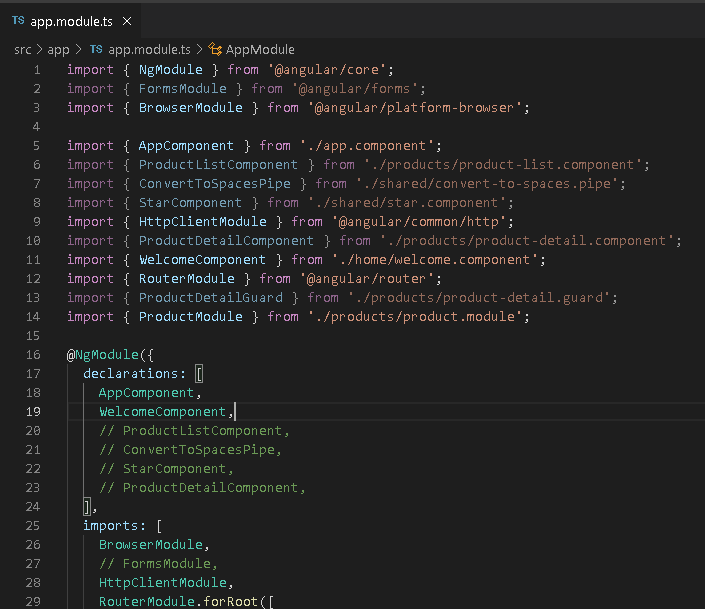 TS app.module.ts ×
src > app > TS app.module.ts > AppModule
1 import { NgModule } from '@angular/core';
2 import { FormsModule } from '@angular/forms';
3 import { BrowserModule } from '@angular/platform-browser';
4
5 import { AppComponent } from './app.component';
6 import { ProductListComponent } from './products/product-list.component';
7 import { ConvertToSpacesPipe } from './shared/convert-to-spaces.pipe';
8 import { StarComponent } from './shared/star.component';
9 import { HttpClientModule } from '@angular/common/http';
10 import { ProductDetailComponent } from './products/product-detail.component';
11 import { WelcomeComponent } from './home/welcome.component';
12 import { RouterModule } from '@angular/router';
13 import { ProductDetailGuard } from './products/product-detail.guard';
14 import { ProductModule } from './products/product.module';
15
16 @NgModule({
17   declarations: [
18     AppComponent,
19     WelcomeComponent,
20     // ProductListComponent,
21     // ConvertToSpacesPipe,
22     // StarComponent,
23     // ProductDetailComponent,
24   ],
25   imports: [
26     BrowserModule,
27     // FormsModule,
28     HttpClientModule,
29     RouterModule.forRoot([